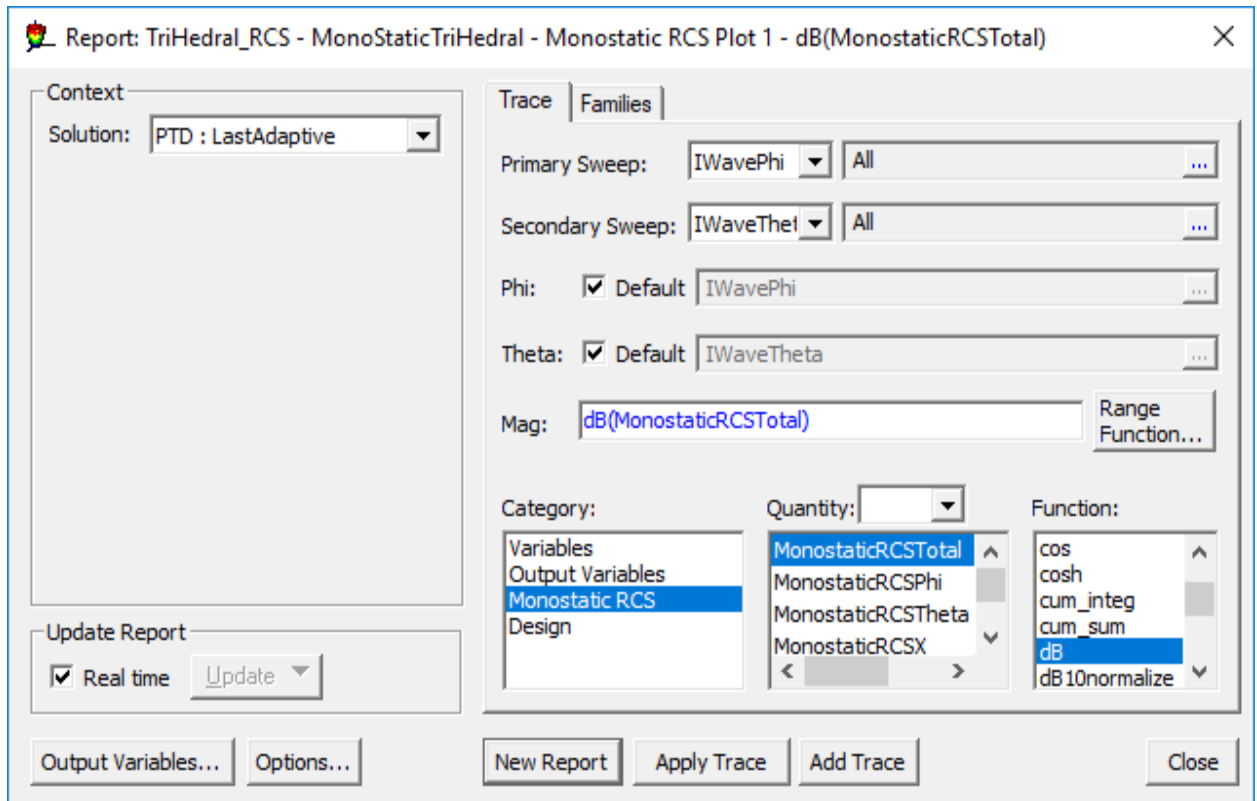 Report: TriHedral_RCS - MonoStaticTriHedral - Monostatic RCS Plot 1 - dB(MonostaticRCSTotal)
Context
Solution: PTD : LastAdaptive
Update Report
Real time Update
Trace Families
Primary Sweep: IWavePhi All ...
Secondary Sweep: IWaveThet All ...
Phi: Default IWavePhi ...
Theta: Default IWaveTheta ...
Mag: dB(MonostaticRCSTotal)
Range
Function...
Category:
Variables
Output Variables
Monostatic RCS
Design
Quantity:
MonostaticRCSTotal
MonostaticRCSPhi
MonostaticRCSTheta
MonostaticRCSX
Function:
cos
cosh
cum_integ
cum_sum
dB
dB10normalize
Output Variables... Options... New Report Apply Trace Add Trace Close